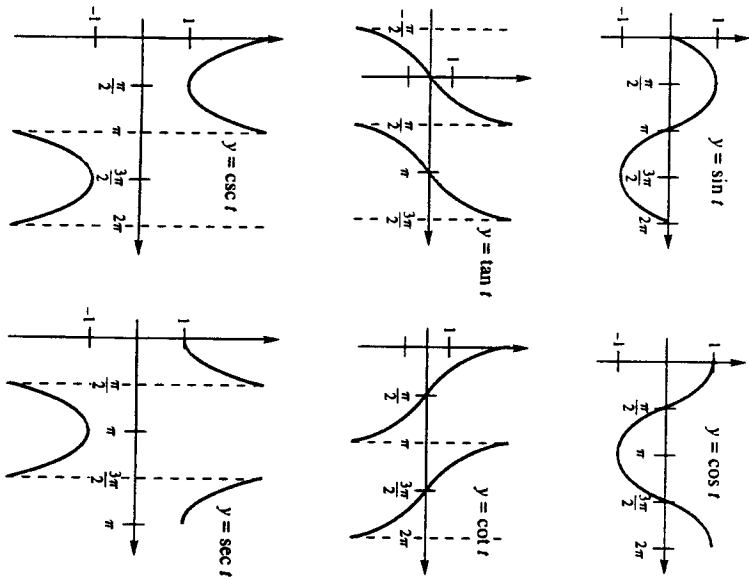 1
y = sin t
π/2
π
3π/2
2π
-1
1
y = cos t
π/2
π
3π/2
2π
-1
y = tan t
1
-π/2
π/2
π
3π/2
y = cot t
1
π/2
π
3π/2
2π
y = csc t
1
π/2
π
3π/2
2π
-1
y = sec t
1
π/2
π
3π/2
π
-1